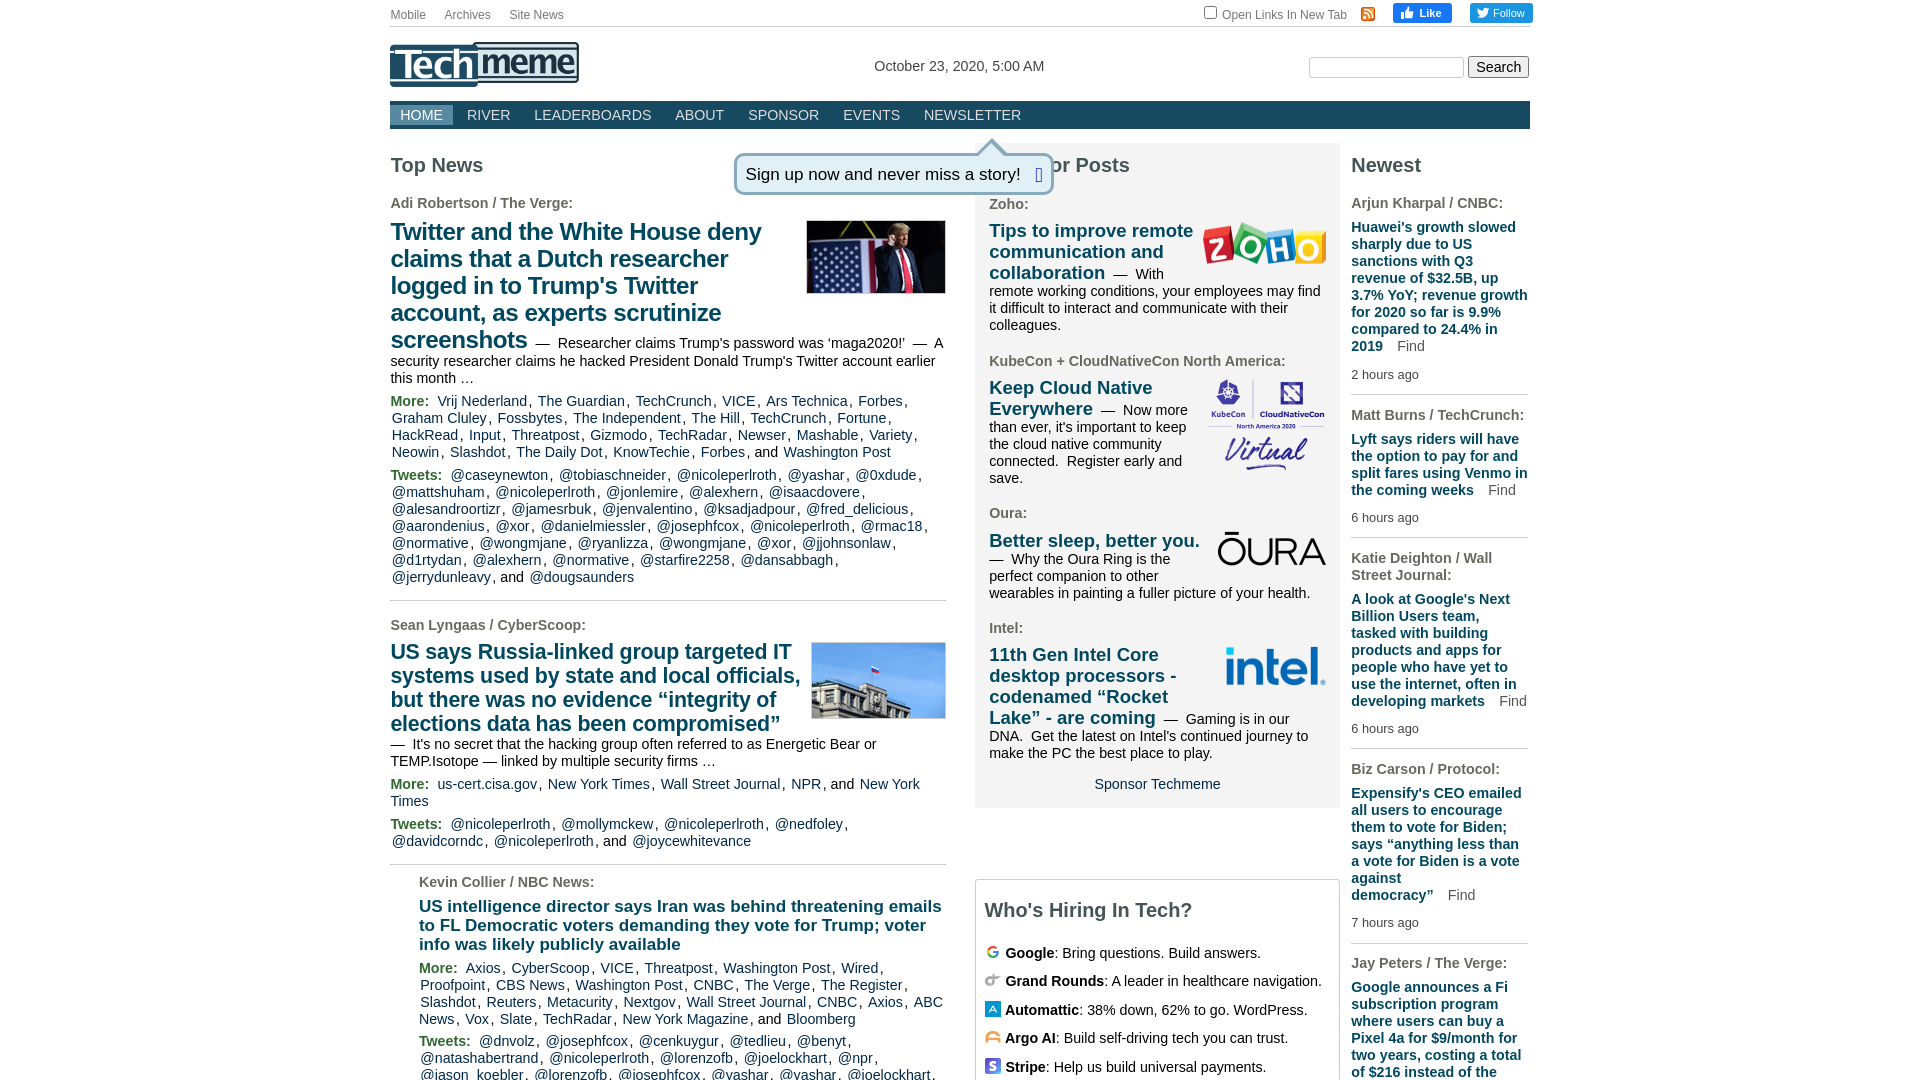 Mobile Archives Site News
Open Links In New Tab Like Follow
Techmeme
October 23, 2020, 5:00 AM
Search
HOME RIVER LEADERBOARDS ABOUT SPONSOR EVENTS NEWSLETTER
Sign up now and never miss a story!
Top News
Adi Robertson / The Verge:
Twitter and the White House deny
claims that a Dutch researcher
logged in to Trump's Twitter
account, as experts scrutinize
screenshots — Researcher claims Trump's password was ‘maga2020!’ — A
security researcher claims he hacked President Donald Trump's Twitter account earlier
this month …
More: Vrij Nederland, The Guardian, TechCrunch, VICE, Ars Technica, Forbes,
Graham Cluley, Fossbytes, The Independent, The Hill, TechCrunch, Fortune,
HackRead, Input, Threatpost, Gizmodo, TechRadar, Newser, Mashable, Variety,
Neowin, Slashdot, The Daily Dot, KnowTechie, Forbes, and Washington Post
Tweets: @caseynewton, @tobiaschneider, @nicoleperlroth, @yashar, @0xdude,
@mattshuham, @nicoleperlroth, @jonlemire, @alexhern, @isaacdovere,
@alesandroortizr, @jamesrbuk, @jenvalentino, @ksadjadpour, @fred_delicious,
@aarondenius, @xor, @danielmiessler, @josephfcox, @nicoleperlroth, @rmac18,
@normative, @wongmjane, @ryanlizza, @wongmjane, @xor, @jjohnsonlaw,
@d1rtydan, @alexhern, @normative, @starfire2258, @dansabbagh,
@jerrydunleavy, and @dougsaunders
Sean Lyngaas / CyberScoop:
US says Russia-linked group targeted IT
systems used by state and local officials,
but there was no evidence “integrity of
elections data has been compromised”
— It's no secret that the hacking group often referred to as Energetic Bear or
TEMP.Isotope — linked by multiple security firms …
More: us-cert.cisa.gov, New York Times, Wall Street Journal, NPR, and New York
Times
Tweets: @nicoleperlroth, @mollymckew, @nicoleperlroth, @nedfoley,
@davidcorndc, @nicoleperlroth, and @joycewhitevance
Kevin Collier / NBC News:
US intelligence director says Iran was behind threatening emails
to FL Democratic voters demanding they vote for Trump; voter
info was likely publicly available
More: Axios, CyberScoop, VICE, Threatpost, Washington Post, Wired,
Proofpoint, CBS News, Washington Post, CNBC, The Verge, The Register,
Slashdot, Reuters, Metacurity, Nextgov, Wall Street Journal, CNBC, Axios, ABC
News, Vox, Slate, TechRadar, New York Magazine, and Bloomberg
Tweets: @dnvolz, @josephfcox, @cenkuygur, @tedlieu, @benyt,
@natashabertrand, @nicoleperlroth, @lorenzofb, @joelockhart, @npr,
@jason_koebler, @lorenzofb, @josephfcox, @yashar, @yashar, @joelockhart,
or Posts
Zoho:
Tips to improve remote
communication and
collaboration — With
remote working conditions, your employees may find
it difficult to interact and communicate with their
colleagues.
ZOHO
KubeCon + CloudNativeCon North America:
Keep Cloud Native
Everywhere — Now more
than ever, it's important to keep
the cloud native community
connected. Register early and
save.
KubeCon CloudNativeCon
North America 2020
Virtual
Oura:
Better sleep, better you.
— Why the Oura Ring is the
perfect companion to other
wearables in painting a fuller picture of your health.
ŌURA
Intel:
11th Gen Intel Core
desktop processors -
codenamed “Rocket
Lake” - are coming — Gaming is in our
DNA. Get the latest on Intel's continued journey to
make the PC the best place to play.
intel.
Sponsor Techmeme
Who's Hiring In Tech?
Google: Bring questions. Build answers.
Grand Rounds: A leader in healthcare navigation.
Automattic: 38% down, 62% to go. WordPress.
Argo AI: Build self-driving tech you can trust.
Stripe: Help us build universal payments.
Newest
Arjun Kharpal / CNBC:
Huawei's growth slowed
sharply due to US
sanctions with Q3
revenue of $32.5B, up
3.7% YoY; revenue growth
for 2020 so far is 9.9%
compared to 24.4% in
2019 Find
2 hours ago
Matt Burns / TechCrunch:
Lyft says riders will have
the option to pay for and
split fares using Venmo in
the coming weeks Find
6 hours ago
Katie Deighton / Wall
Street Journal:
A look at Google's Next
Billion Users team,
tasked with building
products and apps for
people who have yet to
use the internet, often in
developing markets Find
6 hours ago
Biz Carson / Protocol:
Expensify's CEO emailed
all users to encourage
them to vote for Biden;
says “anything less than
a vote for Biden is a vote
against
democracy” Find
7 hours ago
Jay Peters / The Verge:
Google announces a Fi
subscription program
where users can buy a
Pixel 4a for $9/month for
two years, costing a total
of $216 instead of the